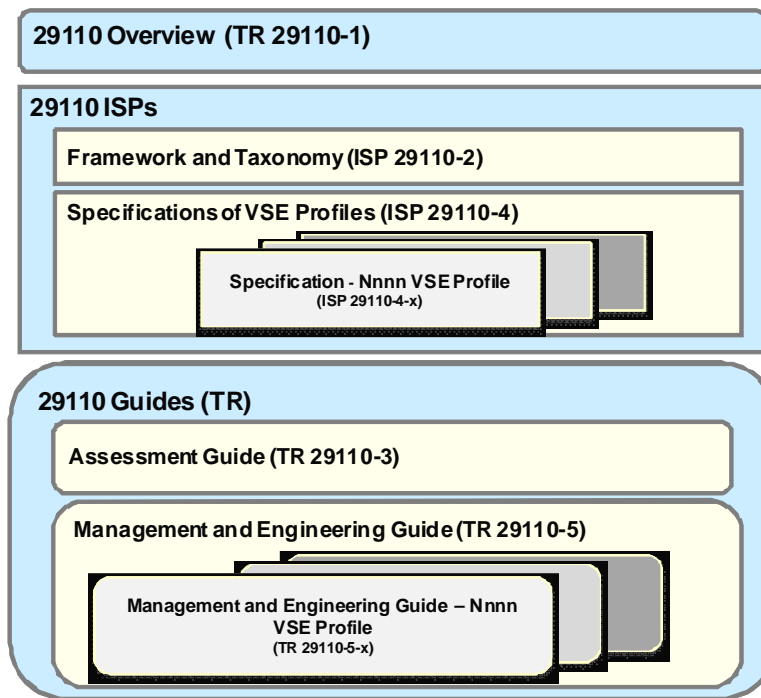 29110 Overview (TR 29110-1)
29110 ISPs
Framework and Taxonomy (ISP 29110-2)
Specifications of VSE Profiles (ISP 29110-4)
Specification - Nnnn VSE Profile
(ISP 29110-4-x)
29110 Guides (TR)
Assessment Guide (TR 29110-3)
Management and Engineering Guide (TR 29110-5)
Management and Engineering Guide – Nnnn
VSE Profile
(TR 29110-5-x)